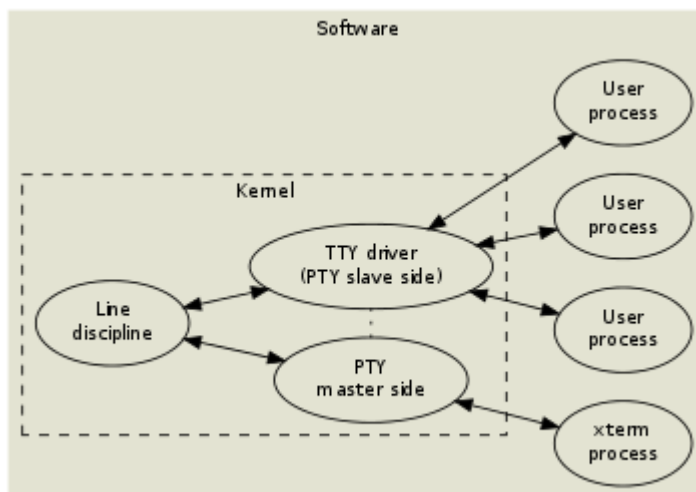 Software
User
process
Kernel
User
process
TTY driver
(PTY slave side)
Line
discipline
User
process
PTY
master side
xterm
process